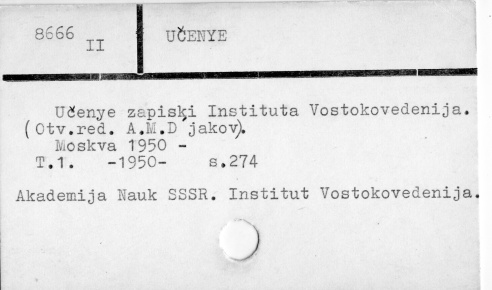 8666
II
UČENYE
Učenye zapiski Instituta Vostokovedenija.
(Otv.red. A.M.D'jakov).
Moskva 1950 -
T.1. -1950- s.274
Akademija Nauk SSSR. Institut Vostokovedenija.